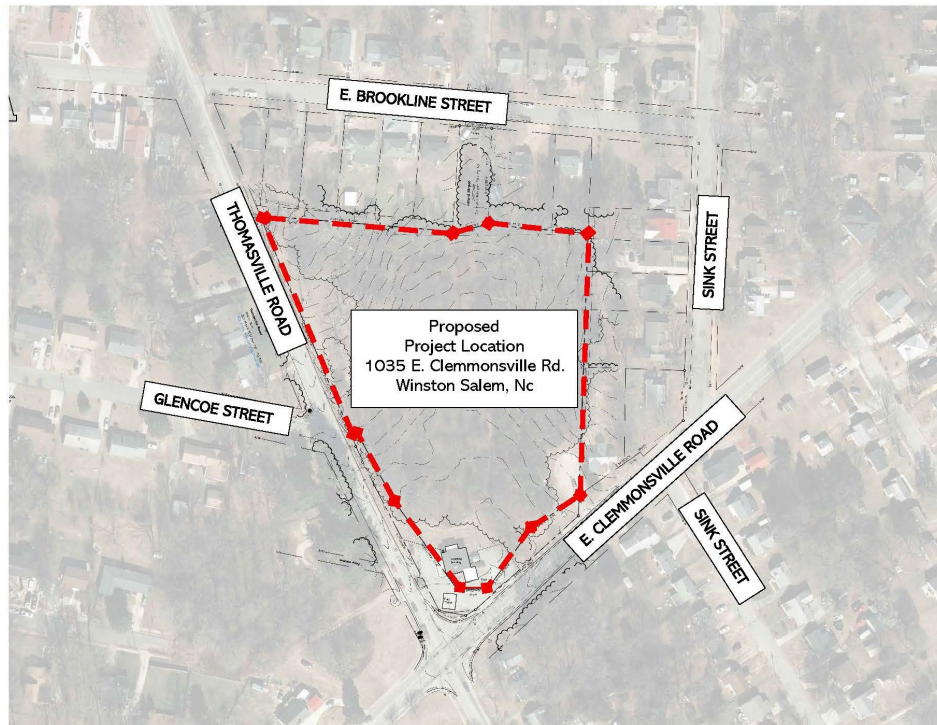 E. BROOKLINE STREET
THOMASVILLE ROAD
SINK STREET
Proposed
Project Location
1035 E. Clemmonsville Rd.
Winston Salem, Nc
GLENCOE STREET
E. CLEMMONSVILLE ROAD
SINK STREET